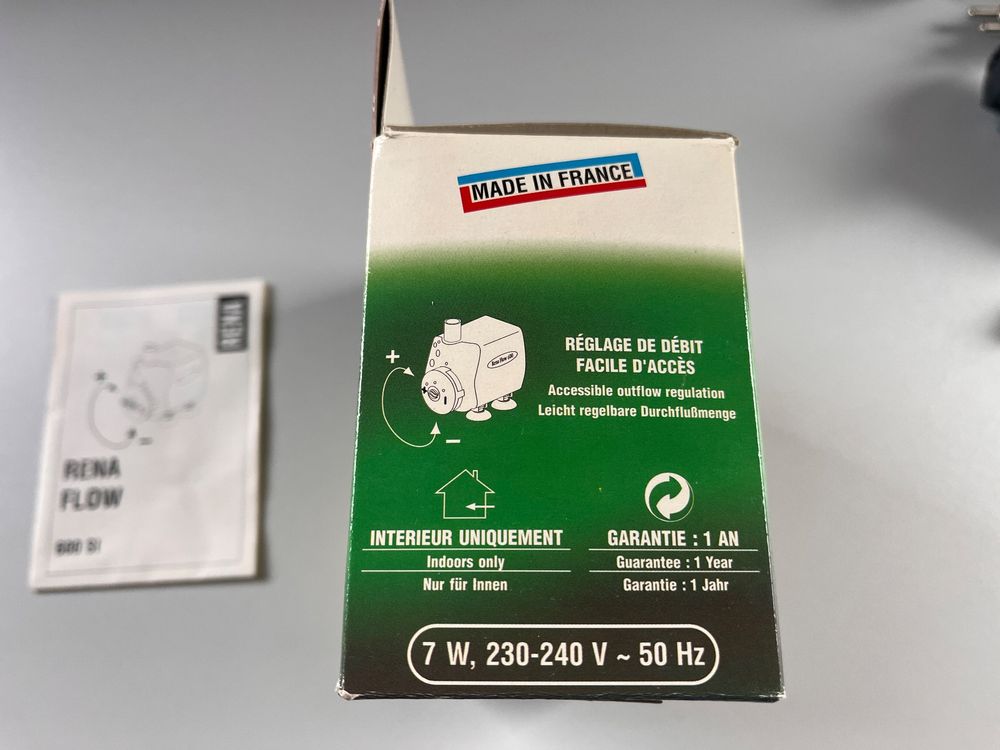 MADE IN FRANCE
RÉGLAGE DE DÉBIT
FACILE D'ACCÈS
Accessible outflow regulation
Leicht regelbare Durchflußmenge
+
−
INTERIEUR UNIQUEMENT
Indoors only
Nur für Innen
GARANTIE : 1 AN
Guarantee : 1 Year
Garantie : 1 Jahr
7 W, 230-240 V ~ 50 Hz
RENA
RENA
FLOW